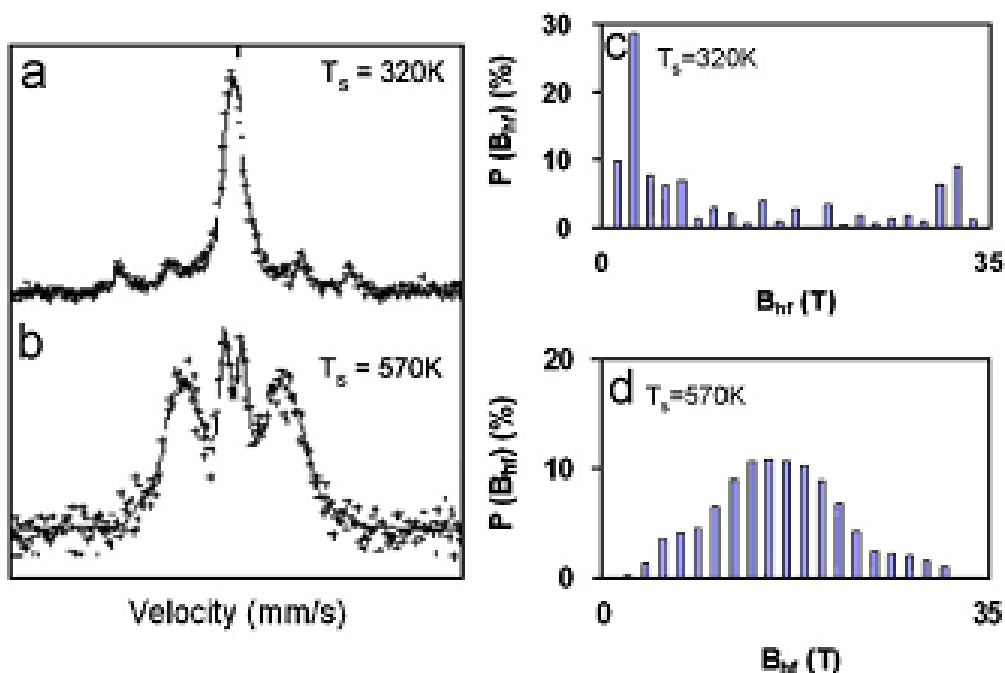 a
T_s = 320K
b
T_s = 570K
Velocity (mm/s)
c
T_s=320K
P (B_hf) (%)
30
20
10
0
0
35
B_hf (T)
d
T_s=570K
P (B_hf) (%)
20
10
0
0
35
B_hf (T)